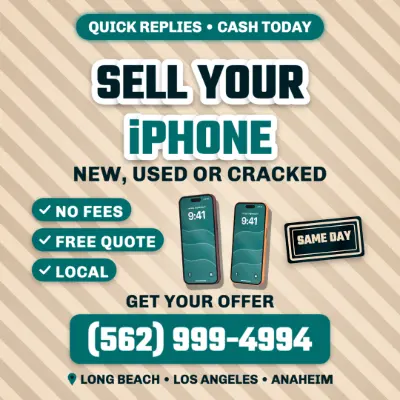 QUICK REPLIES • CASH TODAY
SELL YOUR
iPHONE
NEW, USED OR CRACKED
✓ NO FEES
✓ FREE QUOTE
✓ LOCAL
9:41
9:41
SAME DAY
GET YOUR OFFER
(562) 999-4994
LONG BEACH • LOS ANGELES • ANAHEIM